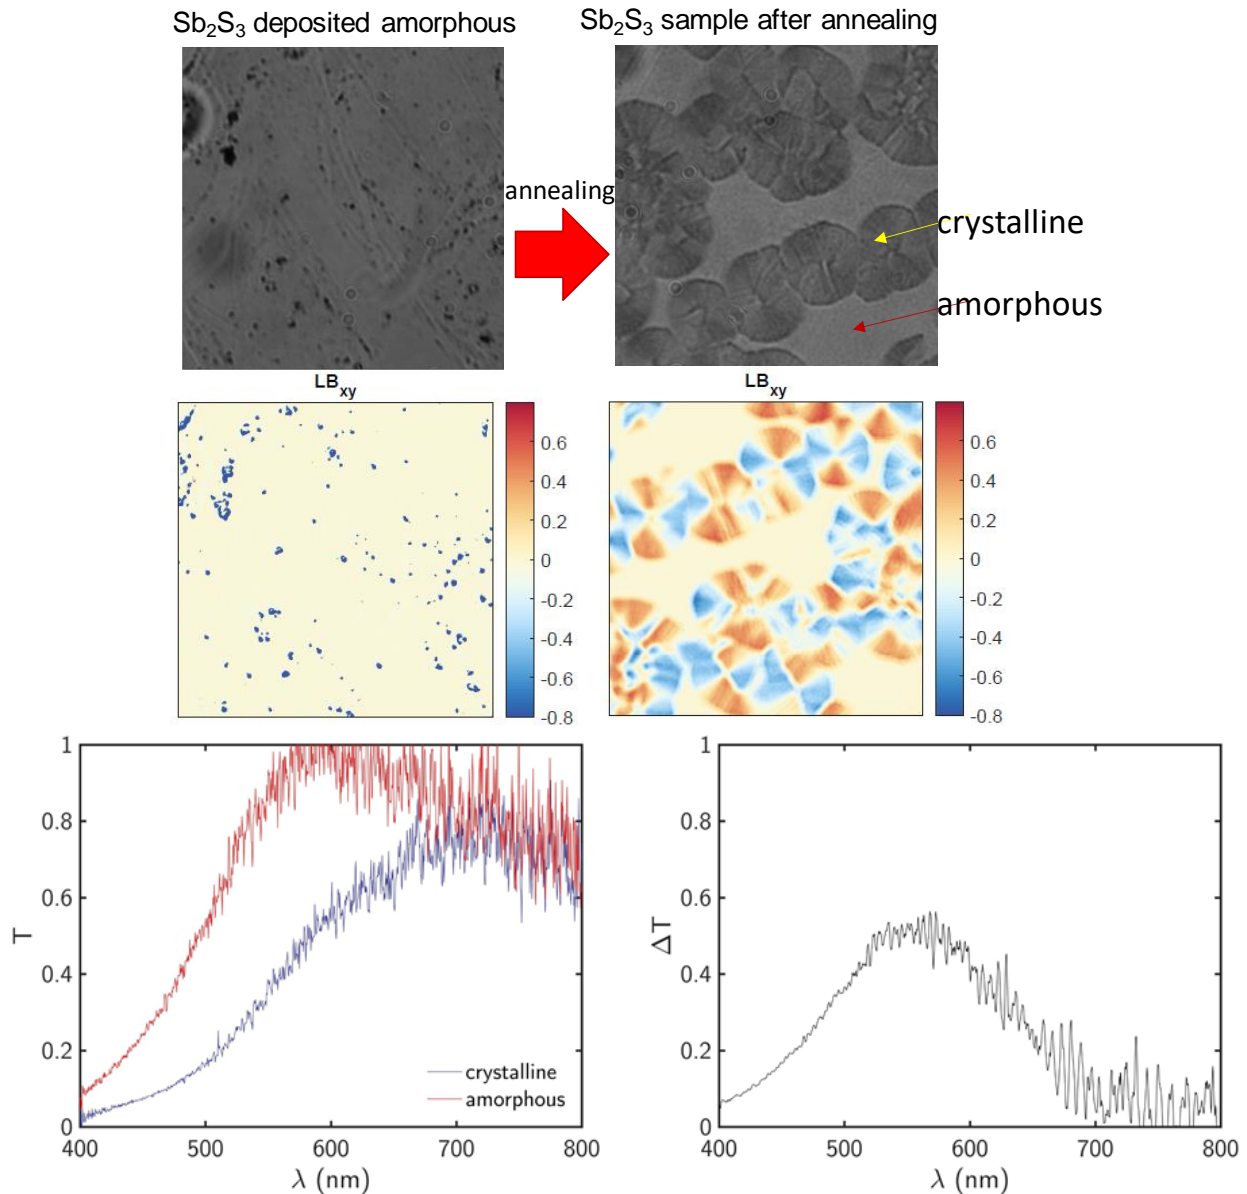 Sb₂S₃ deposited amorphous
Sb₂S₃ sample after annealing
annealing
crystalline
amorphous
LB_xy
0.6
0.4
0.2
0
-0.2
-0.4
-0.6
-0.8
LB_xy
0.6
0.4
0.2
0
-0.2
-0.4
-0.6
-0.8
1
0.8
0.6
0.4
0.2
0
T
400
500
600
700
800
λ (nm)
crystalline
amorphous
1
0.8
0.6
0.4
0.2
0
ΔT
400
500
600
700
800
λ (nm)